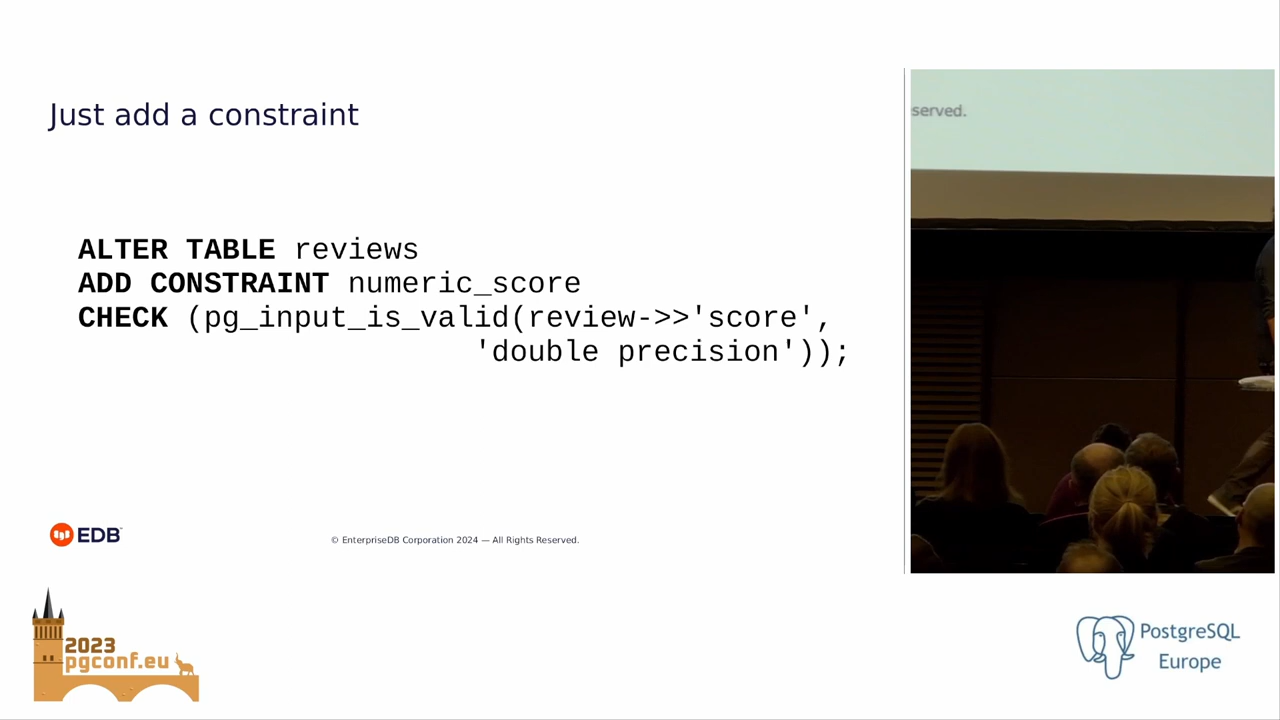 Just add a constraint
ALTER TABLE reviews
ADD CONSTRAINT numeric_score
CHECK (pg_input_is_valid(review->>'score',
'double precision'));
EDB
© EnterpriseDB Corporation 2024 — All Rights Reserved.
served.
2023
pgconf.eu
PostgreSQL
Europe